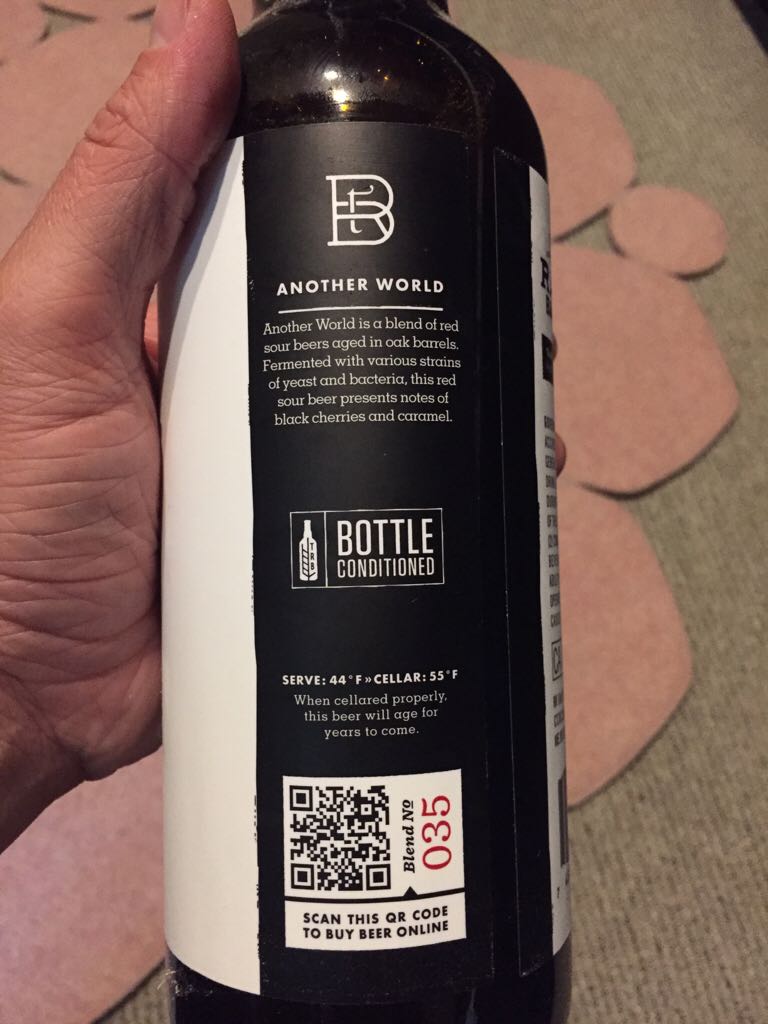 ANOTHER WORLD
Another World is a blend of red
sour beers aged in oak barrels.
Fermented with various strains
of yeast and bacteria, this red
sour beer presents notes of
black cherries and caramel.
TRB
BOTTLE
CONDITIONED
SERVE: 44°F » CELLAR: 55°F
When cellared properly,
this beer will age for
years to come.
Blend Nº
035
SCAN THIS QR CODE
TO BUY BEER ONLINE